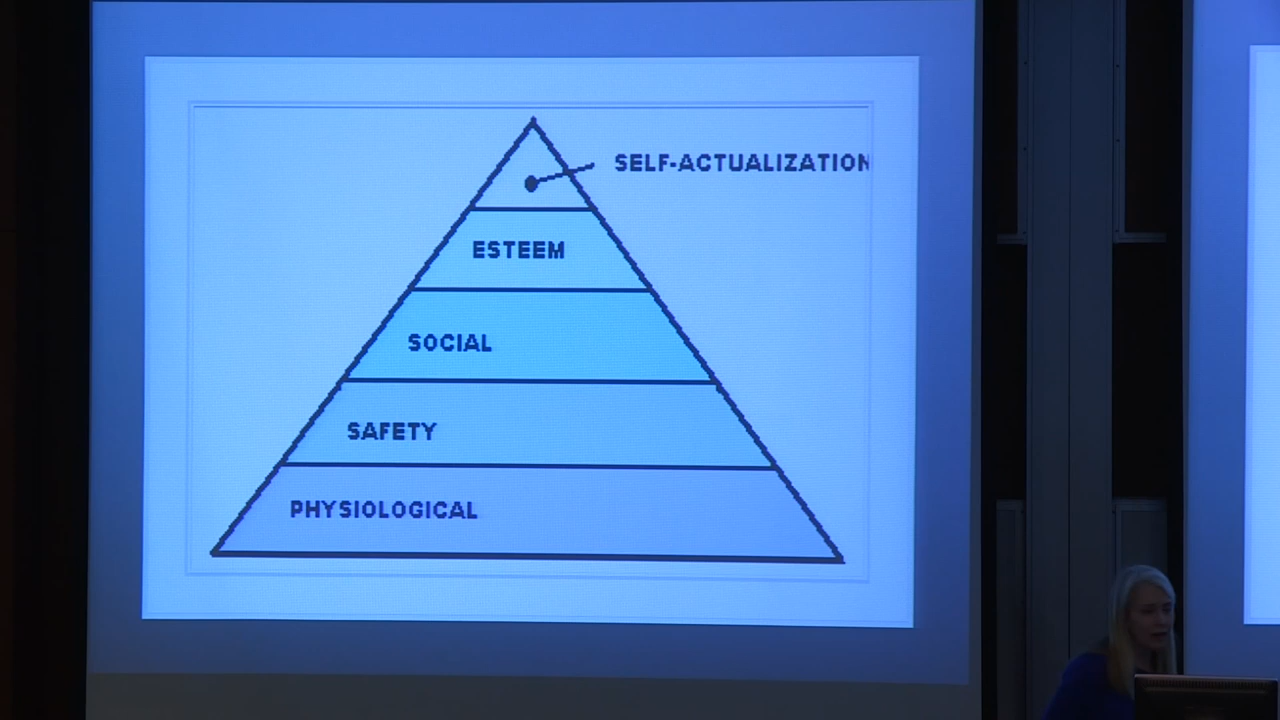 SELF-ACTUALIZATION
ESTEEM
SOCIAL
SAFETY
PHYSIOLOGICAL